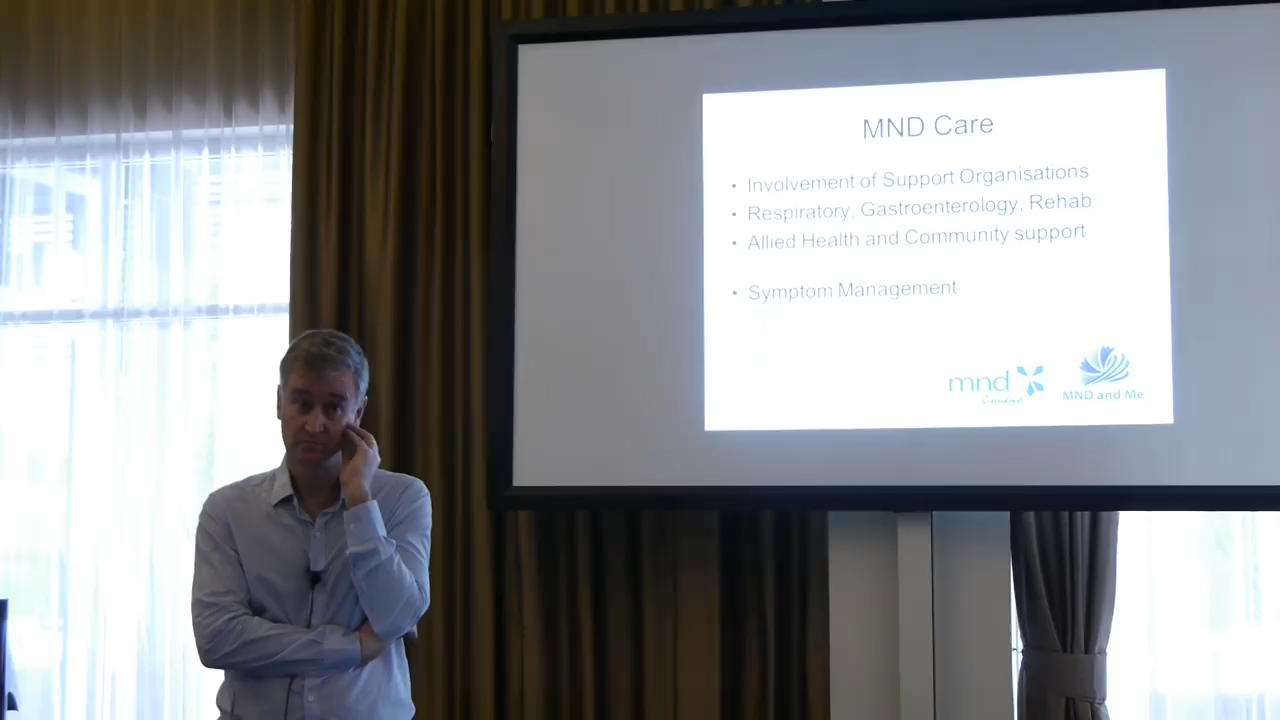 MND Care
• Involvement of Support Organisations
• Respiratory, Gastroenterology, Rehab
• Allied Health and Community support
• Symptom Management
mnd
MND and Me